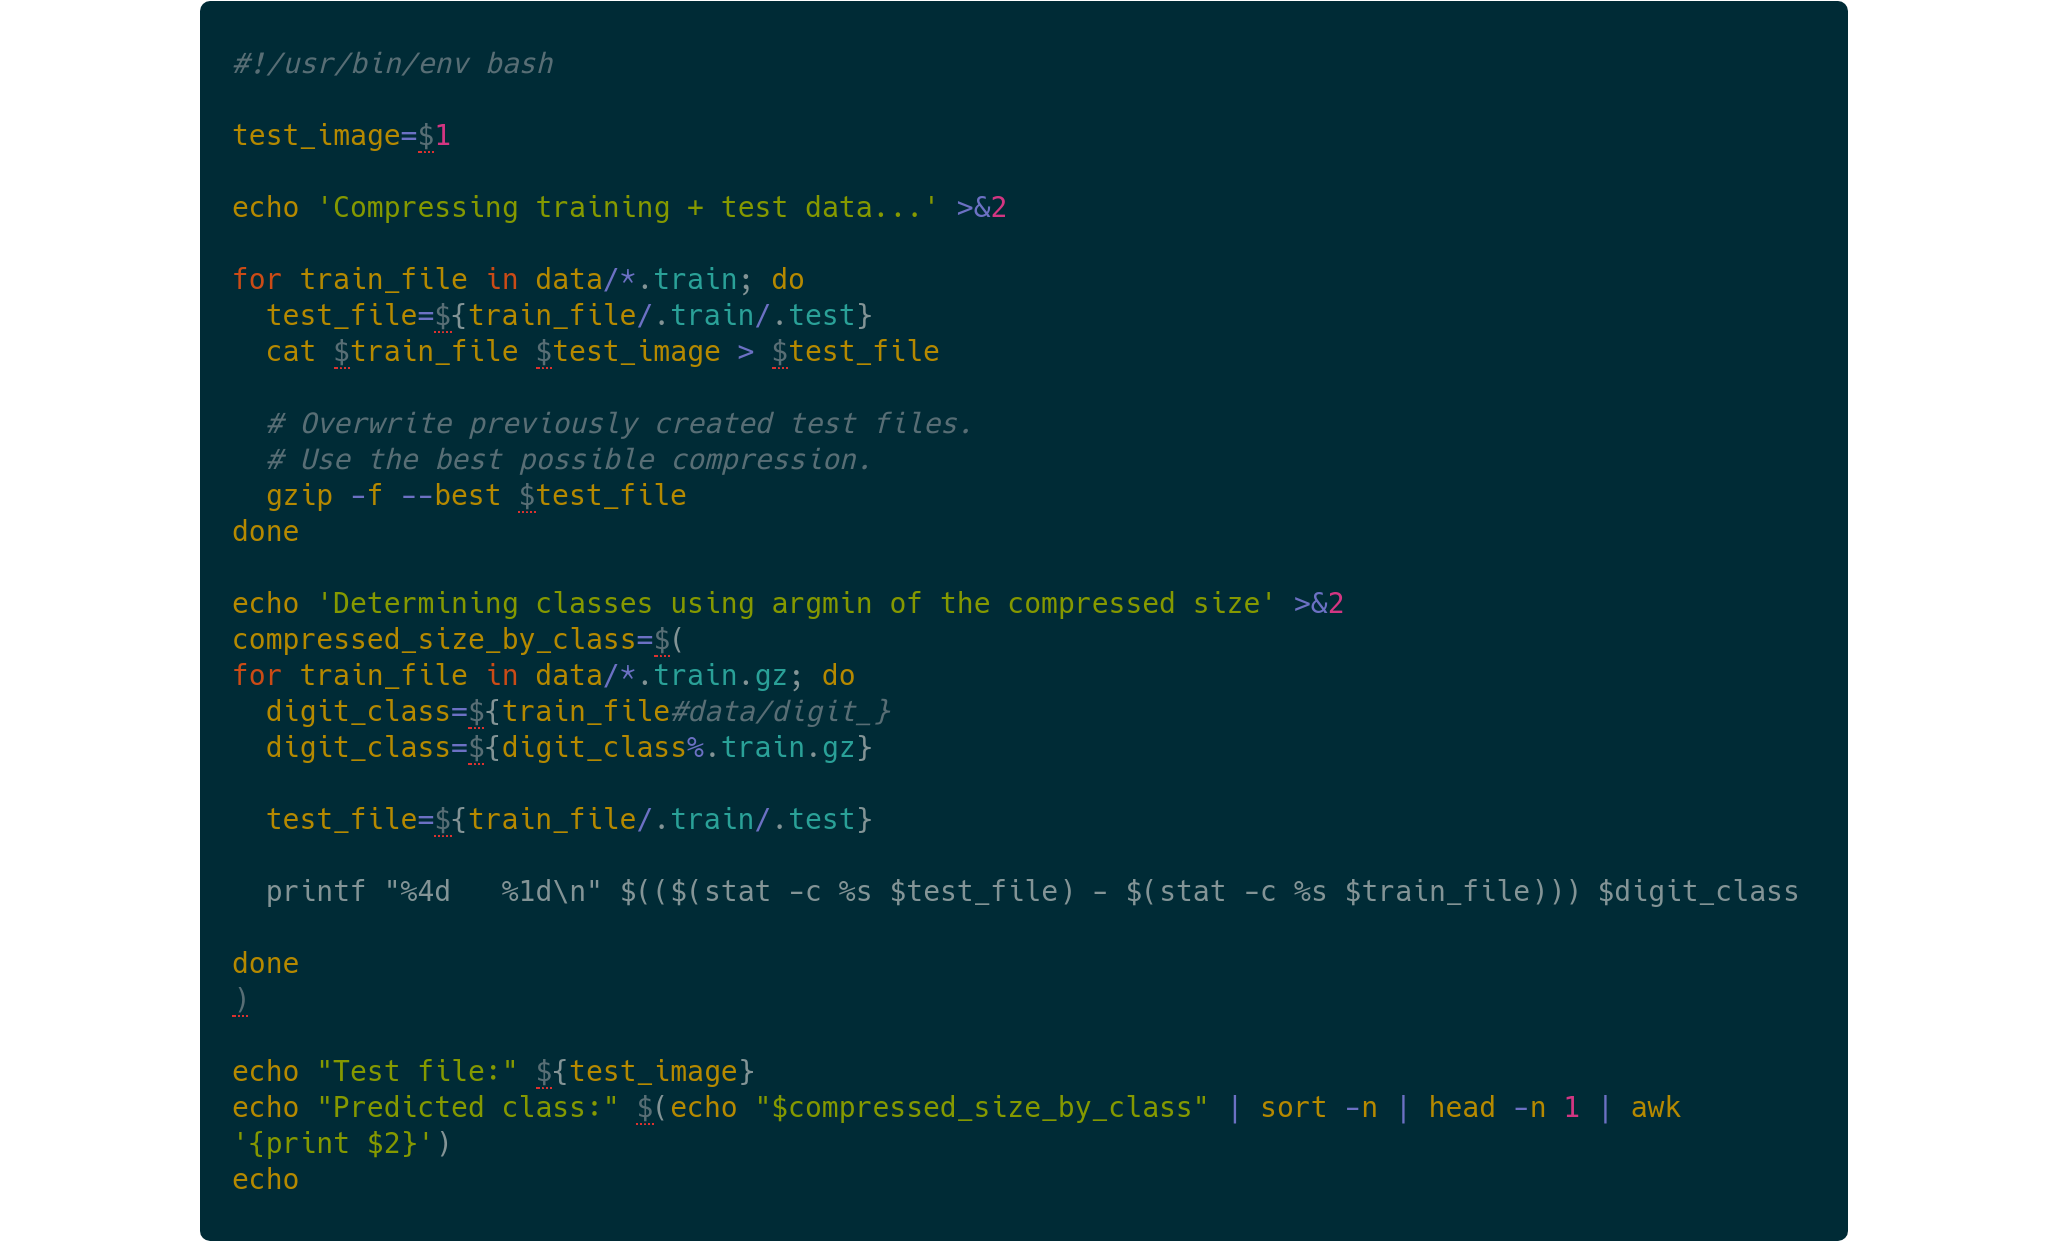 #!/usr/bin/env bash

test_image=$1

echo 'Compressing training + test data...' >&2

for train_file in data/*.train; do
  test_file=${train_file/.train/.test}
  cat $train_file $test_image > $test_file

  # Overwrite previously created test files.
  # Use the best possible compression.
  gzip -f --best $test_file
done

echo 'Determining classes using argmin of the compressed size' >&2
compressed_size_by_class=$(
for train_file in data/*.train.gz; do
  digit_class=${train_file#data/digit_}
  digit_class=${digit_class%.train.gz}

  test_file=${train_file/.train/.test}

  printf "%4d   %1d\n" $(($(stat -c %s $test_file) - $(stat -c %s $train_file))) $digit_class

done
)

echo "Test file:" ${test_image}
echo "Predicted class:" $(echo "$compressed_size_by_class" | sort -n | head -n 1 | awk
'{print $2}')
echo